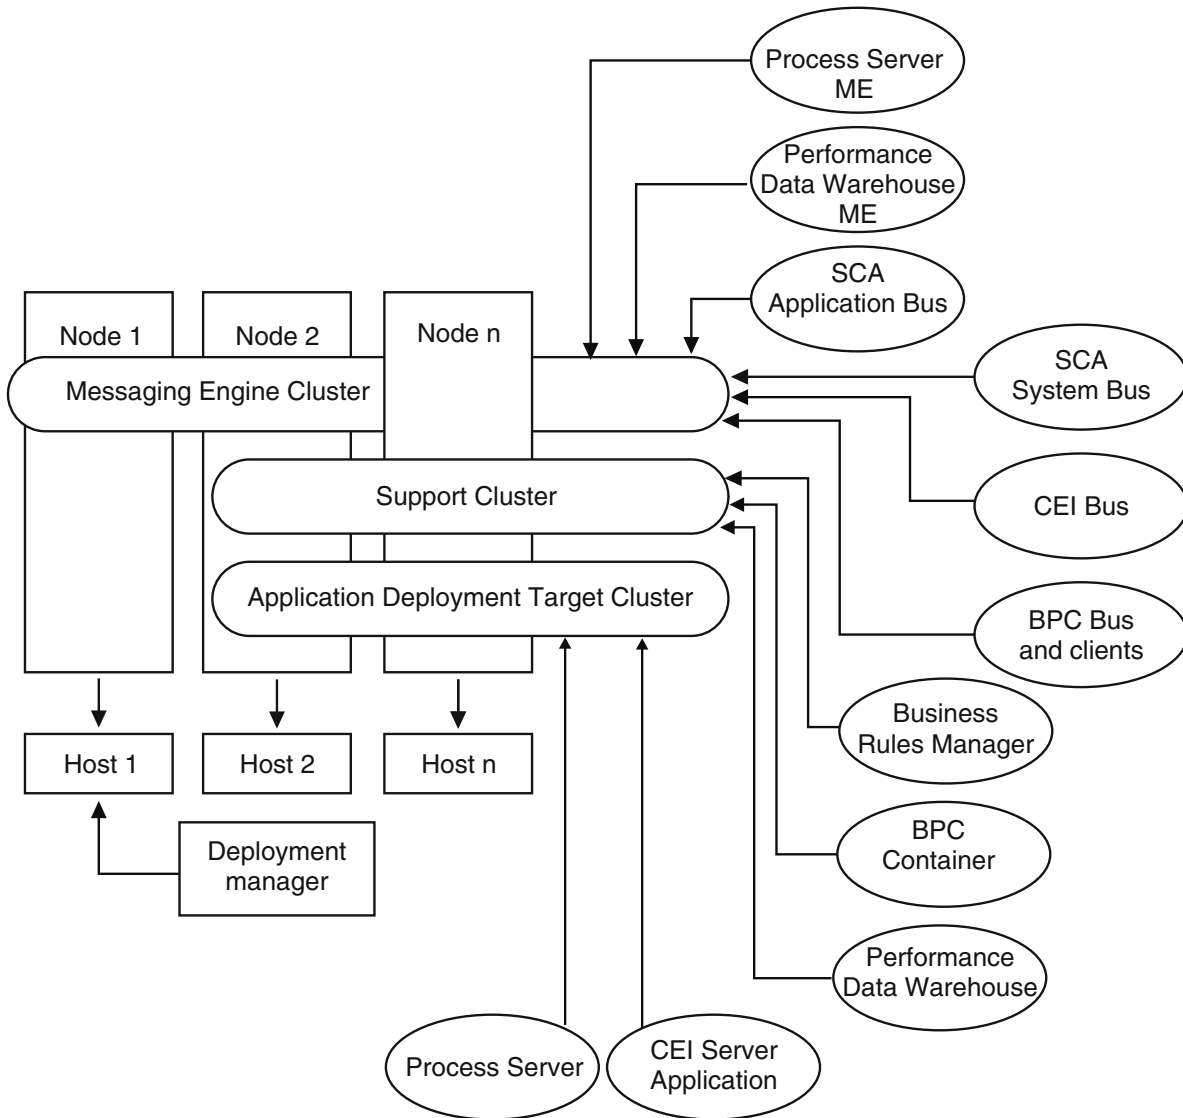 Process Server
ME
Performance
Data Warehouse
ME
SCA
Application Bus
Node 1
Node 2
Node n
SCA
System Bus
Messaging Engine Cluster
Support Cluster
CEI Bus
Application Deployment Target Cluster
BPC Bus
and clients
Business
Rules Manager
Host 1
Host 2
Host n
Deployment
manager
BPC
Container
Performance
Data Warehouse
Process Server
CEI Server
Application